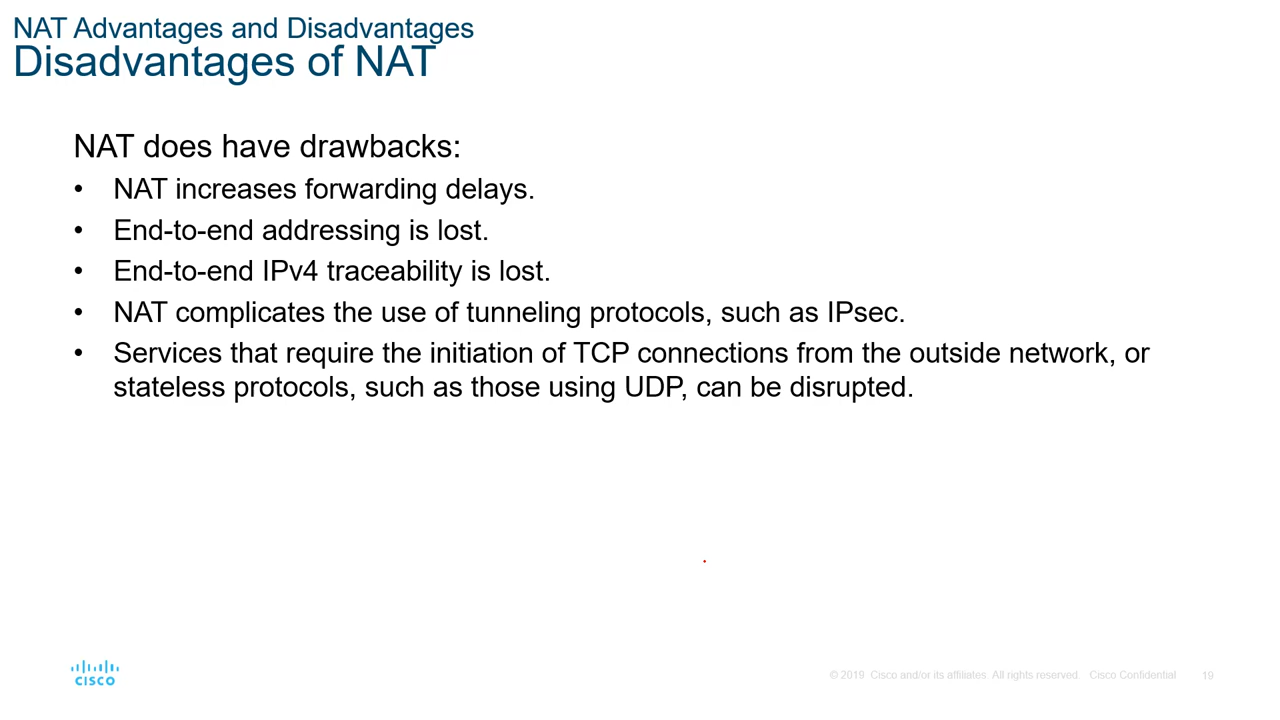 NAT Advantages and Disadvantages
Disadvantages of NAT
NAT does have drawbacks:
• NAT increases forwarding delays.
• End-to-end addressing is lost.
• End-to-end IPv4 traceability is lost.
• NAT complicates the use of tunneling protocols, such as IPsec.
• Services that require the initiation of TCP connections from the outside network, or
stateless protocols, such as those using UDP, can be disrupted.
CISCO
© 2019 Cisco and/or its affiliates. All rights reserved. Cisco Confidential 19